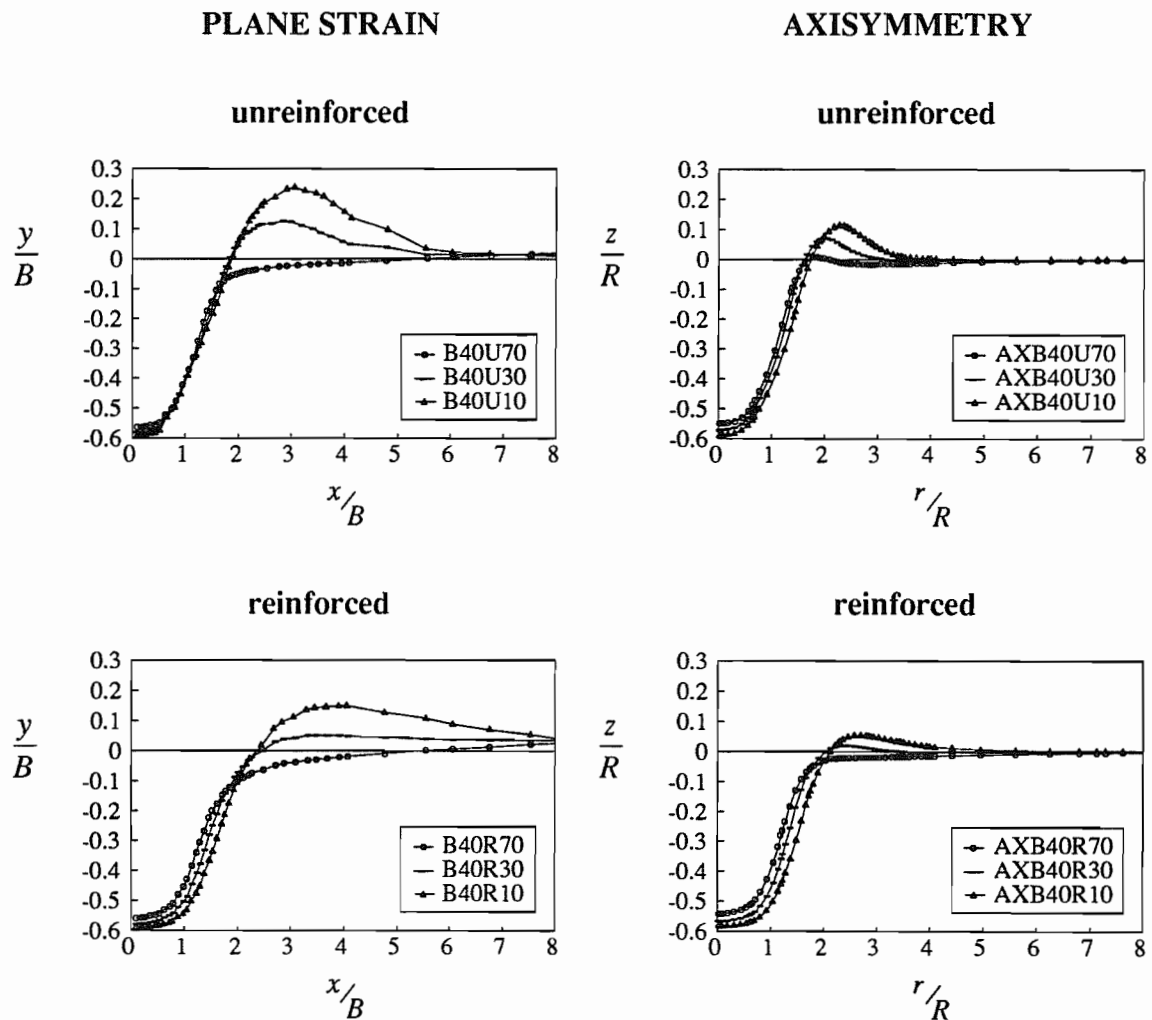 PLANE STRAIN
AXISYMMETRY
unreinforced
unreinforced
0.3
0.2
0.1
0
-0.1
-0.2
-0.3
-0.4
-0.5
-0.6
y/B
0 1 2 3 4 5 6 7 8
x/B
B40U70
B40U30
B40U10
0.3
0.2
0.1
0
-0.1
-0.2
-0.3
-0.4
-0.5
-0.6
z/R
0 1 2 3 4 5 6 7 8
r/R
AXB40U70
AXB40U30
AXB40U10
reinforced
reinforced
0.3
0.2
0.1
0
-0.1
-0.2
-0.3
-0.4
-0.5
-0.6
y/B
0 1 2 3 4 5 6 7 8
x/B
B40R70
B40R30
B40R10
0.3
0.2
0.1
0
-0.1
-0.2
-0.3
-0.4
-0.5
-0.6
z/R
0 1 2 3 4 5 6 7 8
r/R
AXB40R70
AXB40R30
AXB40R10